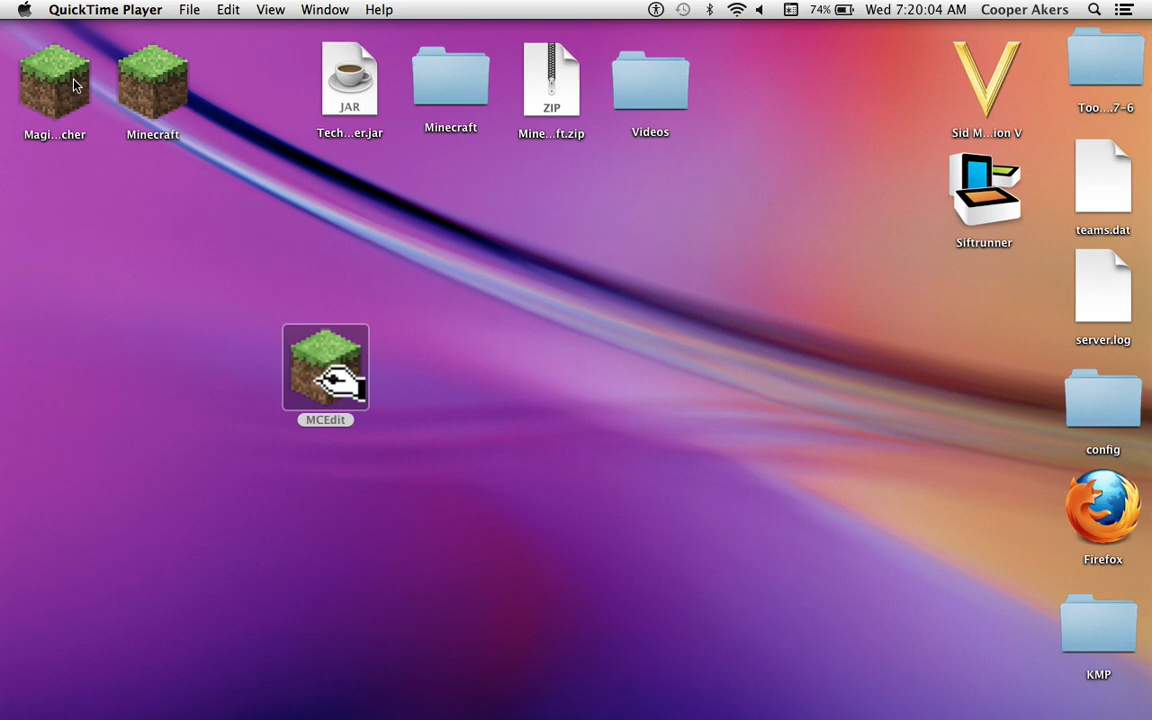 QuickTime Player File Edit View Window Help 74% Wed 7:20:04 AM Cooper Akers
Magi...cher
Minecraft
JAR
Tech...er.jar
Minecraft
ZIP
Mine...ft.zip
Videos
Sid M...ion V
Too...7-6
Siftrunner
teams.dat
server.log
MCEdit
config
Firefox
KMP